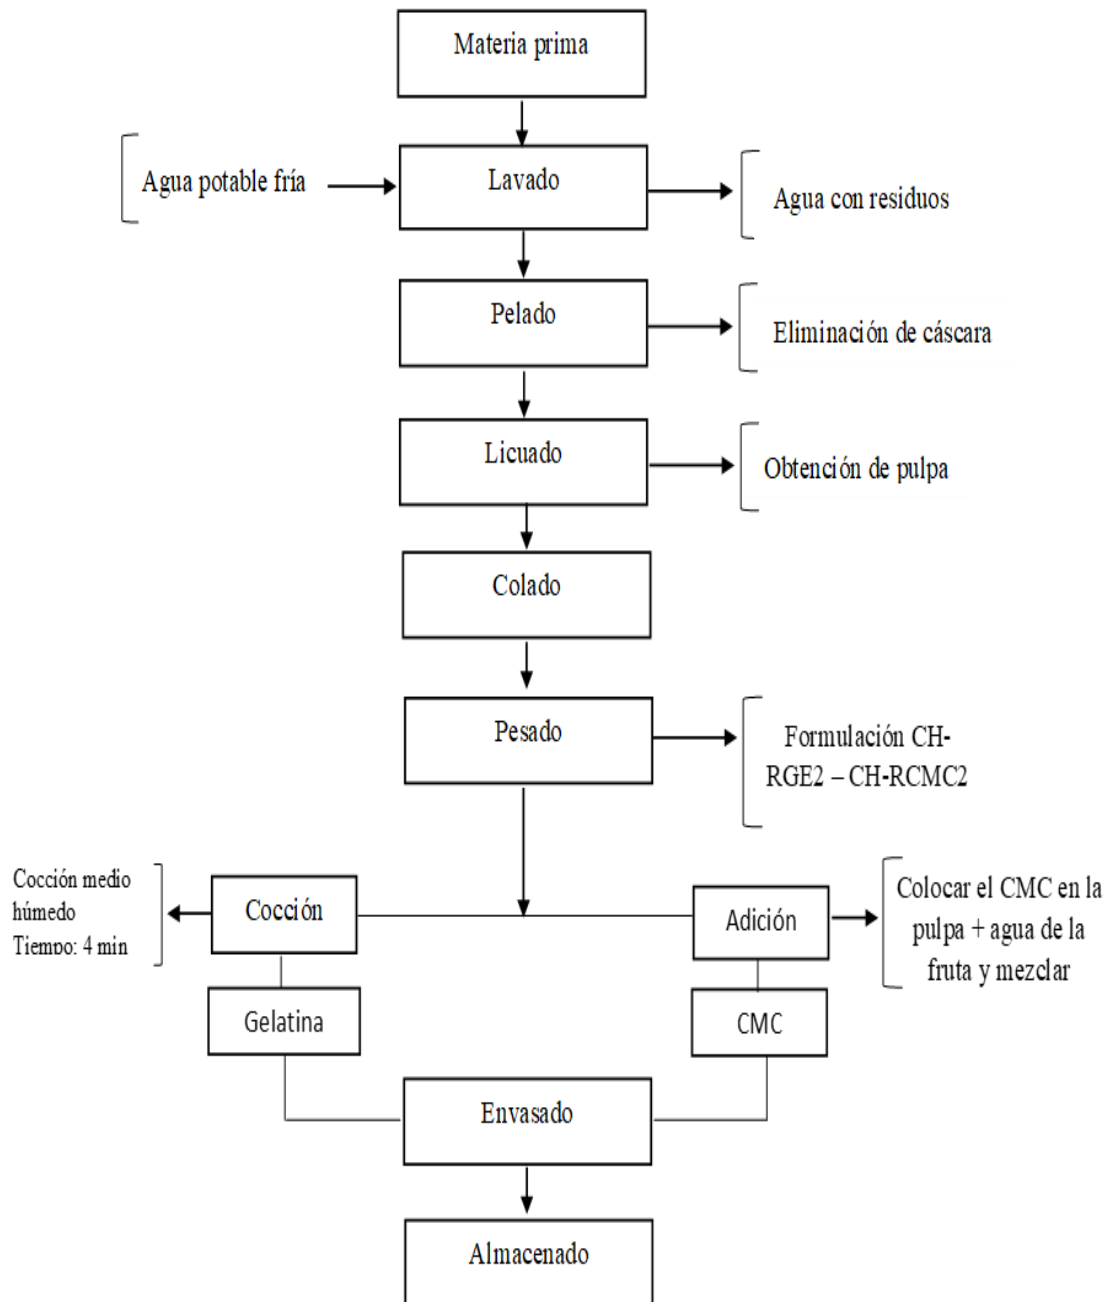 Materia prima
Agua potable fría
Lavado
Agua con residuos
Pelado
Eliminación de cáscara
Licuado
Obtención de pulpa
Colado
Pesado
Formulación CH-
RGE2 – CH-RCMC2
Cocción medio
húmedo
Tiempo: 4 min
Cocción
Adición
Colocar el CMC en la
pulpa + agua de la
fruta y mezclar
Gelatina
CMC
Envasado
Almacenado